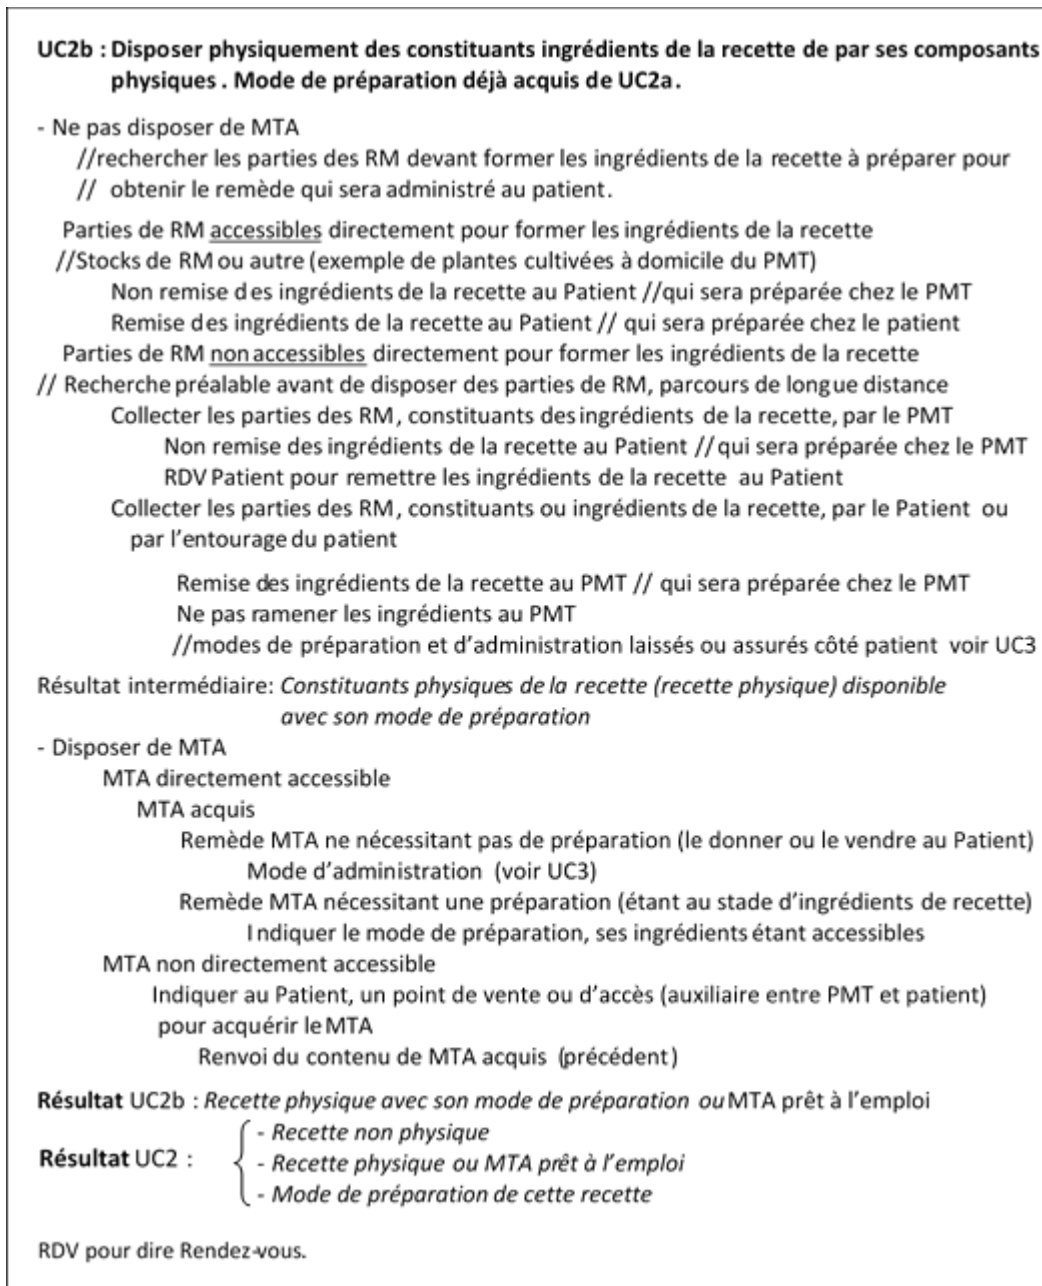 UC2b : Disposer physiquement des constituants ingrédients de la recette de par ses composants
physiques . Mode de préparation déjà acquis de UC2a.
- Ne pas disposer de MTA
//rechercher les parties des RM devant former les ingrédients de la recette à préparer pour
// obtenir le remède qui sera administré au patient.
Parties de RM accessibles directement pour former les ingrédients de la recette
//Stocks de RM ou autre (exemple de plantes cultivées à domicile du PMT)
Non remise des ingrédients de la recette au Patient //qui sera préparée chez le PMT
Remise des ingrédients de la recette au Patient // qui sera préparée chez le patient
Parties de RM non accessibles directement pour former les ingrédients de la recette
// Recherche préalable avant de disposer des parties de RM, parcours de longue distance
Collecter les parties des RM, constituants des ingrédients de la recette, par le PMT
Non remise des ingrédients de la recette au Patient // qui sera préparée chez le PMT
RDV Patient pour remettre les ingrédients de la recette au Patient
Collecter les parties des RM, constituants ou ingrédients de la recette, par le Patient ou
par l'entourage du patient
Remise des ingrédients de la recette au PMT // qui sera préparée chez le PMT
Ne pas ramener les ingrédients au PMT
//modes de préparation et d'administration laissés ou assurés côté patient voir UC3
Résultat intermédiaire: Constituants physiques de la recette (recette physique) disponible
avec son mode de préparation
- Disposer de MTA
MTA directement accessible
MTA acquis
Remède MTA ne nécessitant pas de préparation (le donner ou le vendre au Patient)
Mode d'administration (voir UC3)
Remède MTA nécessitant une préparation (étant au stade d'ingrédients de recette)
Indiquer le mode de préparation, ses ingrédients étant accessibles
MTA non directement accessible
Indiquer au Patient, un point de vente ou d'accès (auxiliaire entre PMT et patient)
pour acquérir le MTA
Renvoi du contenu de MTA acquis (précédent)
Résultat UC2b : Recette physique avec son mode de préparation ou MTA prêt à l'emploi
Résultat UC2 :
- Recette non physique
- Recette physique ou MTA prêt à l'emploi
- Mode de préparation de cette recette
RDV pour dire Rendez-vous.